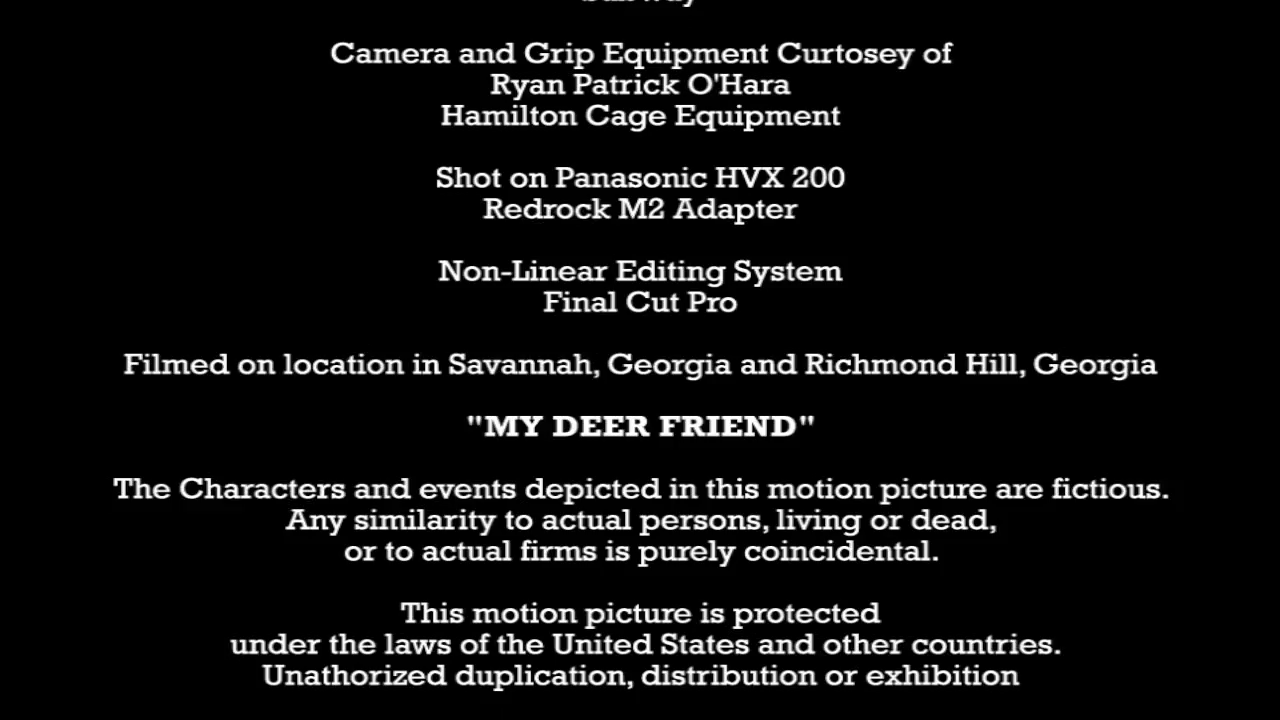 Camera and Grip Equipment Curtosey of
Ryan Patrick O'Hara
Hamilton Cage Equipment
Shot on Panasonic HVX 200
Redrock M2 Adapter
Non-Linear Editing System
Final Cut Pro
Filmed on location in Savannah, Georgia and Richmond Hill, Georgia
"MY DEER FRIEND"
The Characters and events depicted in this motion picture are fictious.
Any similarity to actual persons, living or dead,
or to actual firms is purely coincidental.
This motion picture is protected
under the laws of the United States and other countries.
Unathorized duplication, distribution or exhibition